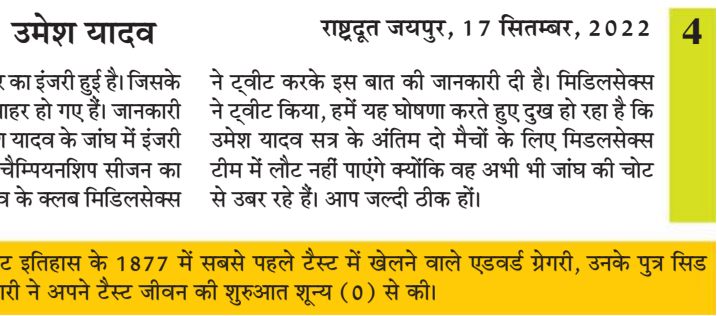 उमेश यादव
राष्ट्रदूत जयपुर, 17 सितम्बर, 2022
4
का इंजरी हुई है। जिसके
बाहर हो गए हैं। जानकारी
यादव के जांघ में इंजरी
चैम्पियनशिप सीजन का
के क्लब मिडिलसेक्स
ने ट्वीट करके इस बात की जानकारी दी है। मिडिलसेक्स
ने ट्वीट किया, हमें यह घोषणा करते हुए दुख हो रहा है कि
उमेश यादव सत्र के अंतिम दो मैचों के लिए मिडलसेक्स
टीम में लौट नहीं पाएंगे क्योंकि वह अभी भी जांघ की चोट
से उबर रहे हैं। आप जल्दी ठीक हों।
इतिहास के 1877 में सबसे पहले टैस्ट में खेलने वाले एडवर्ड ग्रेगरी, उनके पुत्र सिड
ने अपने टैस्ट जीवन की शुरुआत शून्य (0) से की।